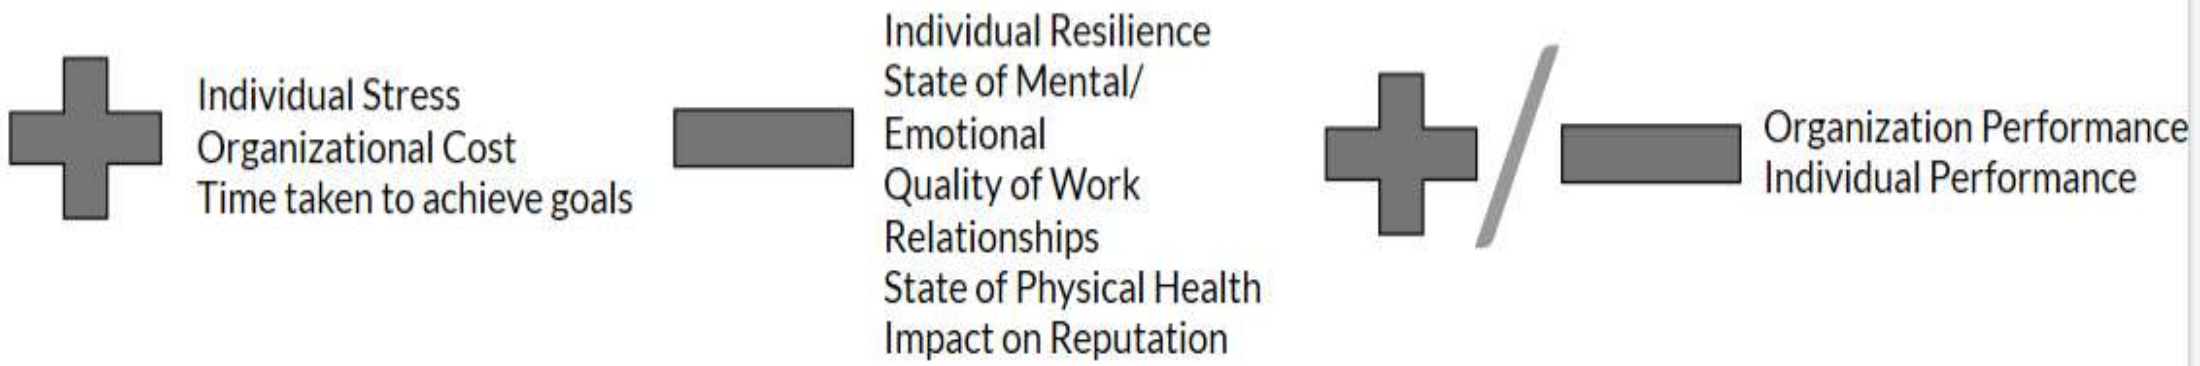 Individual Stress
Organizational Cost
Time taken to achieve goals
Individual Resilience
State of Mental/
Emotional
Quality of Work
Relationships
State of Physical Health
Impact on Reputation
Organization Performance
Individual Performance